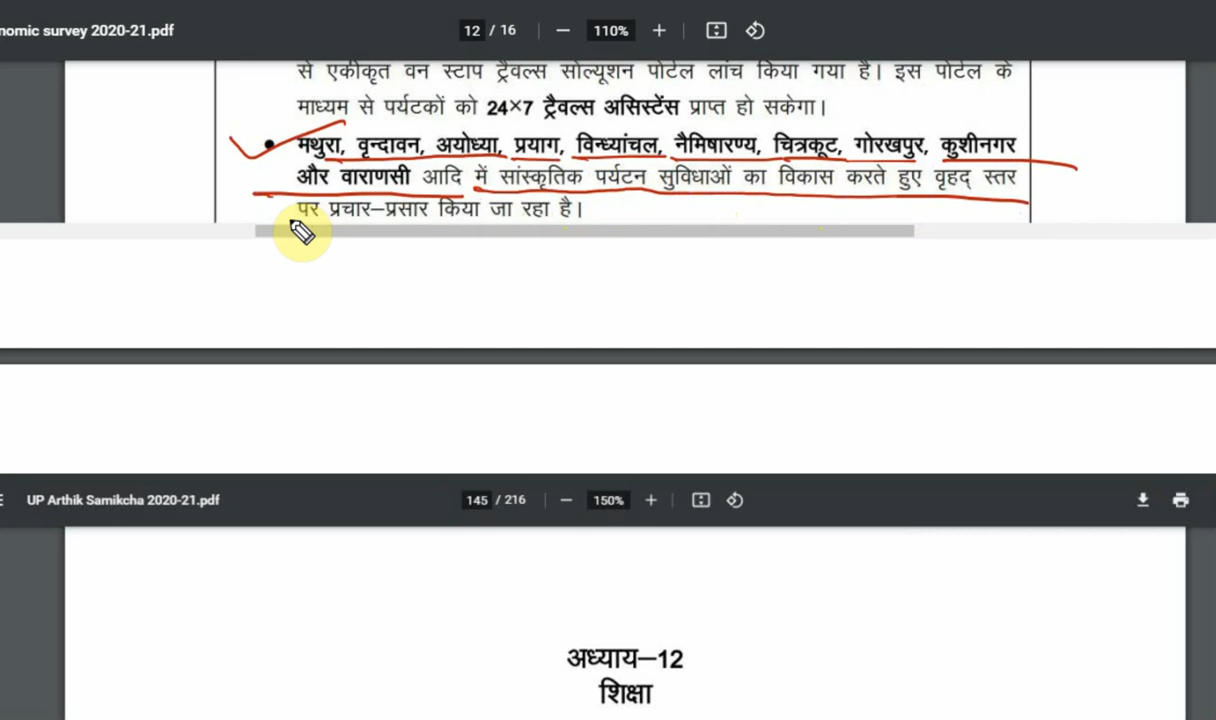 nomic survey 2020-21.pdf 12 / 16 110%
से एकीकृत वन स्टाप ट्रैवल्स सोल्यूशन पोर्टल लांच किया गया है। इस पोर्टल के
माध्यम से पर्यटकों को 24×7 ट्रैवल्स असिस्टेंस प्राप्त हो सकेगा।
• मथुरा, वृन्दावन, अयोध्या, प्रयाग, विन्ध्यांचल, नैमिषारण्य, चित्रकूट, गोरखपुर, कुशीनगर
और वाराणसी आदि में सांस्कृतिक पर्यटन सुविधाओं का विकास करते हुए वृहद् स्तर
पर प्रचार–प्रसार किया जा रहा है।
UP Arthik Samikcha 2020-21.pdf 145 / 216 150%
अध्याय–12
शिक्षा